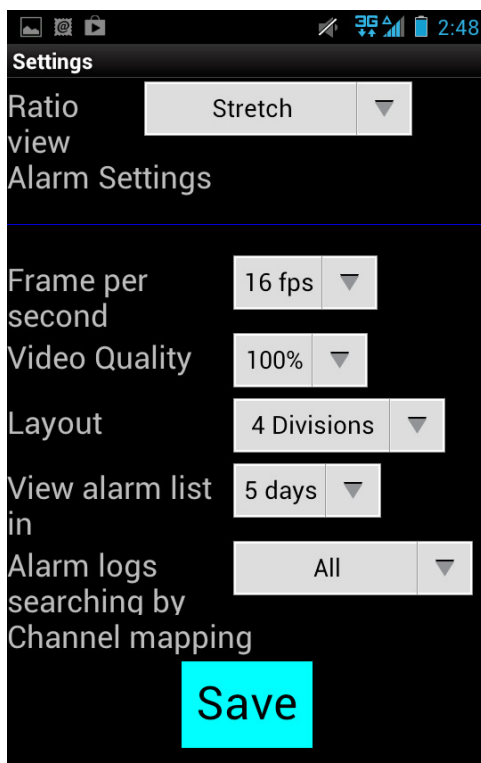 3G 2:48
Settings
Ratio view
Stretch
Alarm Settings
Frame per second
16 fps
Video Quality
100%
Layout
4 Divisions
View alarm list in
5 days
Alarm logs searching by
All
Channel mapping
Save